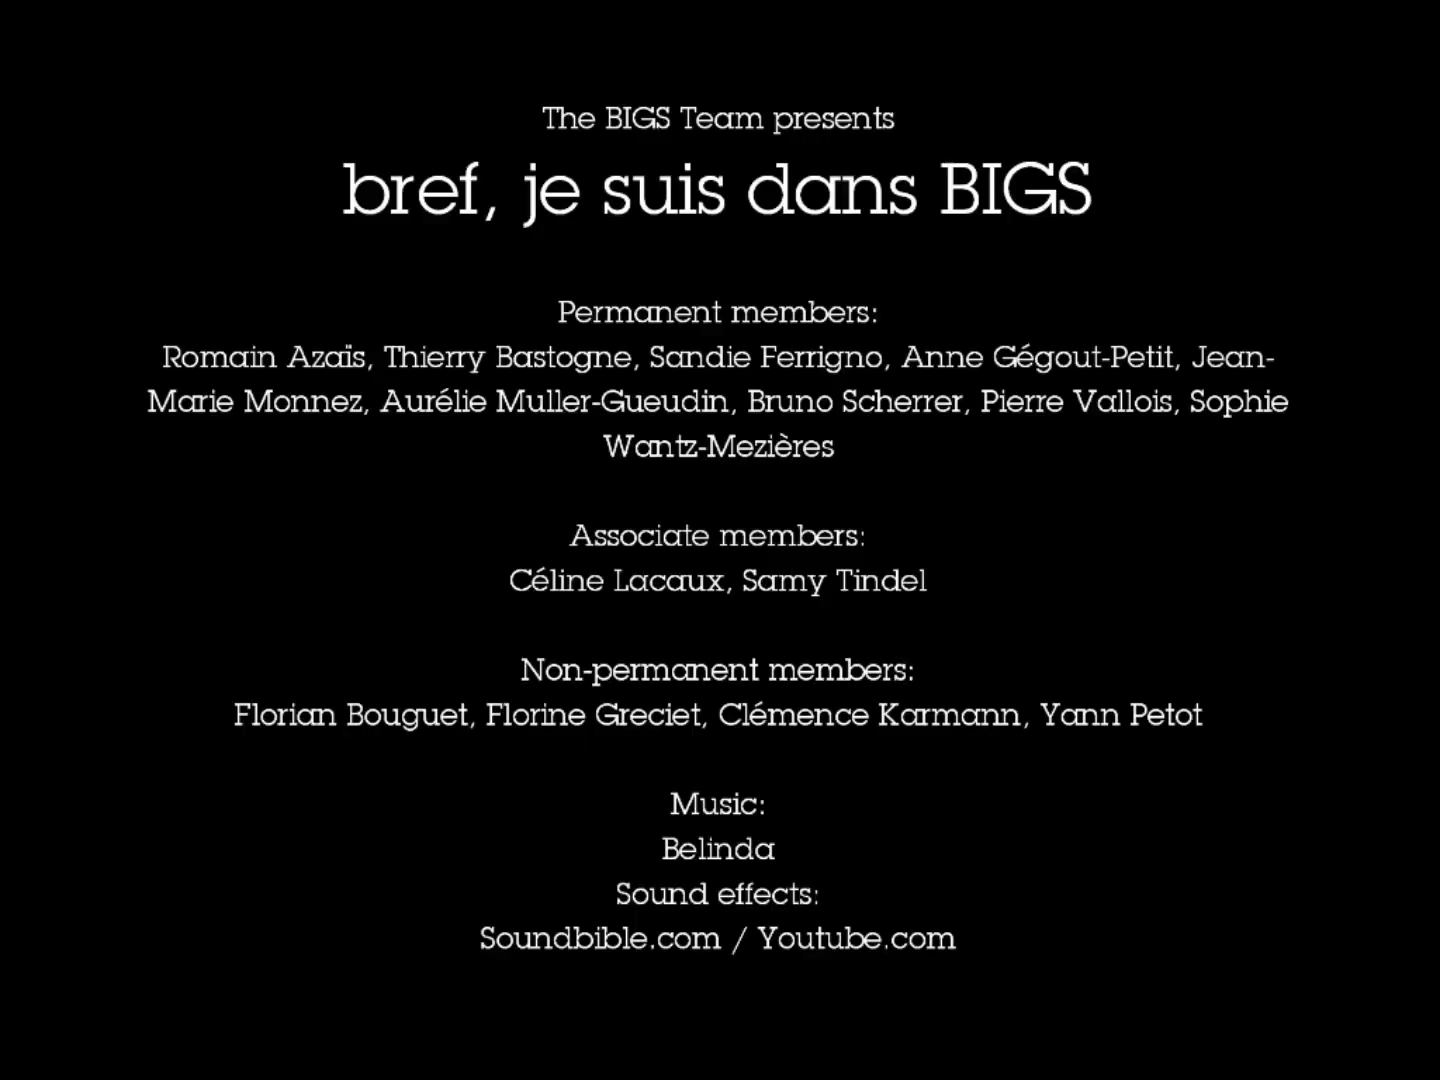 The BIGS Team presents
bref, je suis dans BIGS
Permanent members:
Romain Azaïs, Thierry Bastogne, Sandie Ferrigno, Anne Gégout-Petit, Jean-
Marie Monnez, Aurélie Muller-Gueudin, Bruno Scherrer, Pierre Vallois, Sophie
Wantz-Mezières
Associate members:
Céline Lacaux, Samy Tindel
Non-permanent members:
Florian Bouguet, Florine Greciet, Clémence Karmann, Yann Petot
Music:
Belinda
Sound effects:
Soundbible.com / Youtube.com